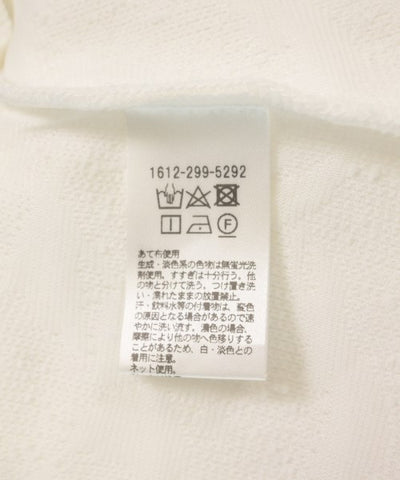 1612-299-5292
あて布使用
生成・淡色系の色物は無蛍光洗
剤使用。すすぎは十分行う。他
の物と分けて洗う。つけ置き洗
い・濡れたままの放置禁止。
汗・飲料水等の付着物は、変色
の原因となる場合があるので速
やかに洗い流す。濃色の場合、
摩擦により他の物へ色移りする
ことがあるため、白・淡色との
着用に注意。
ネット使用。